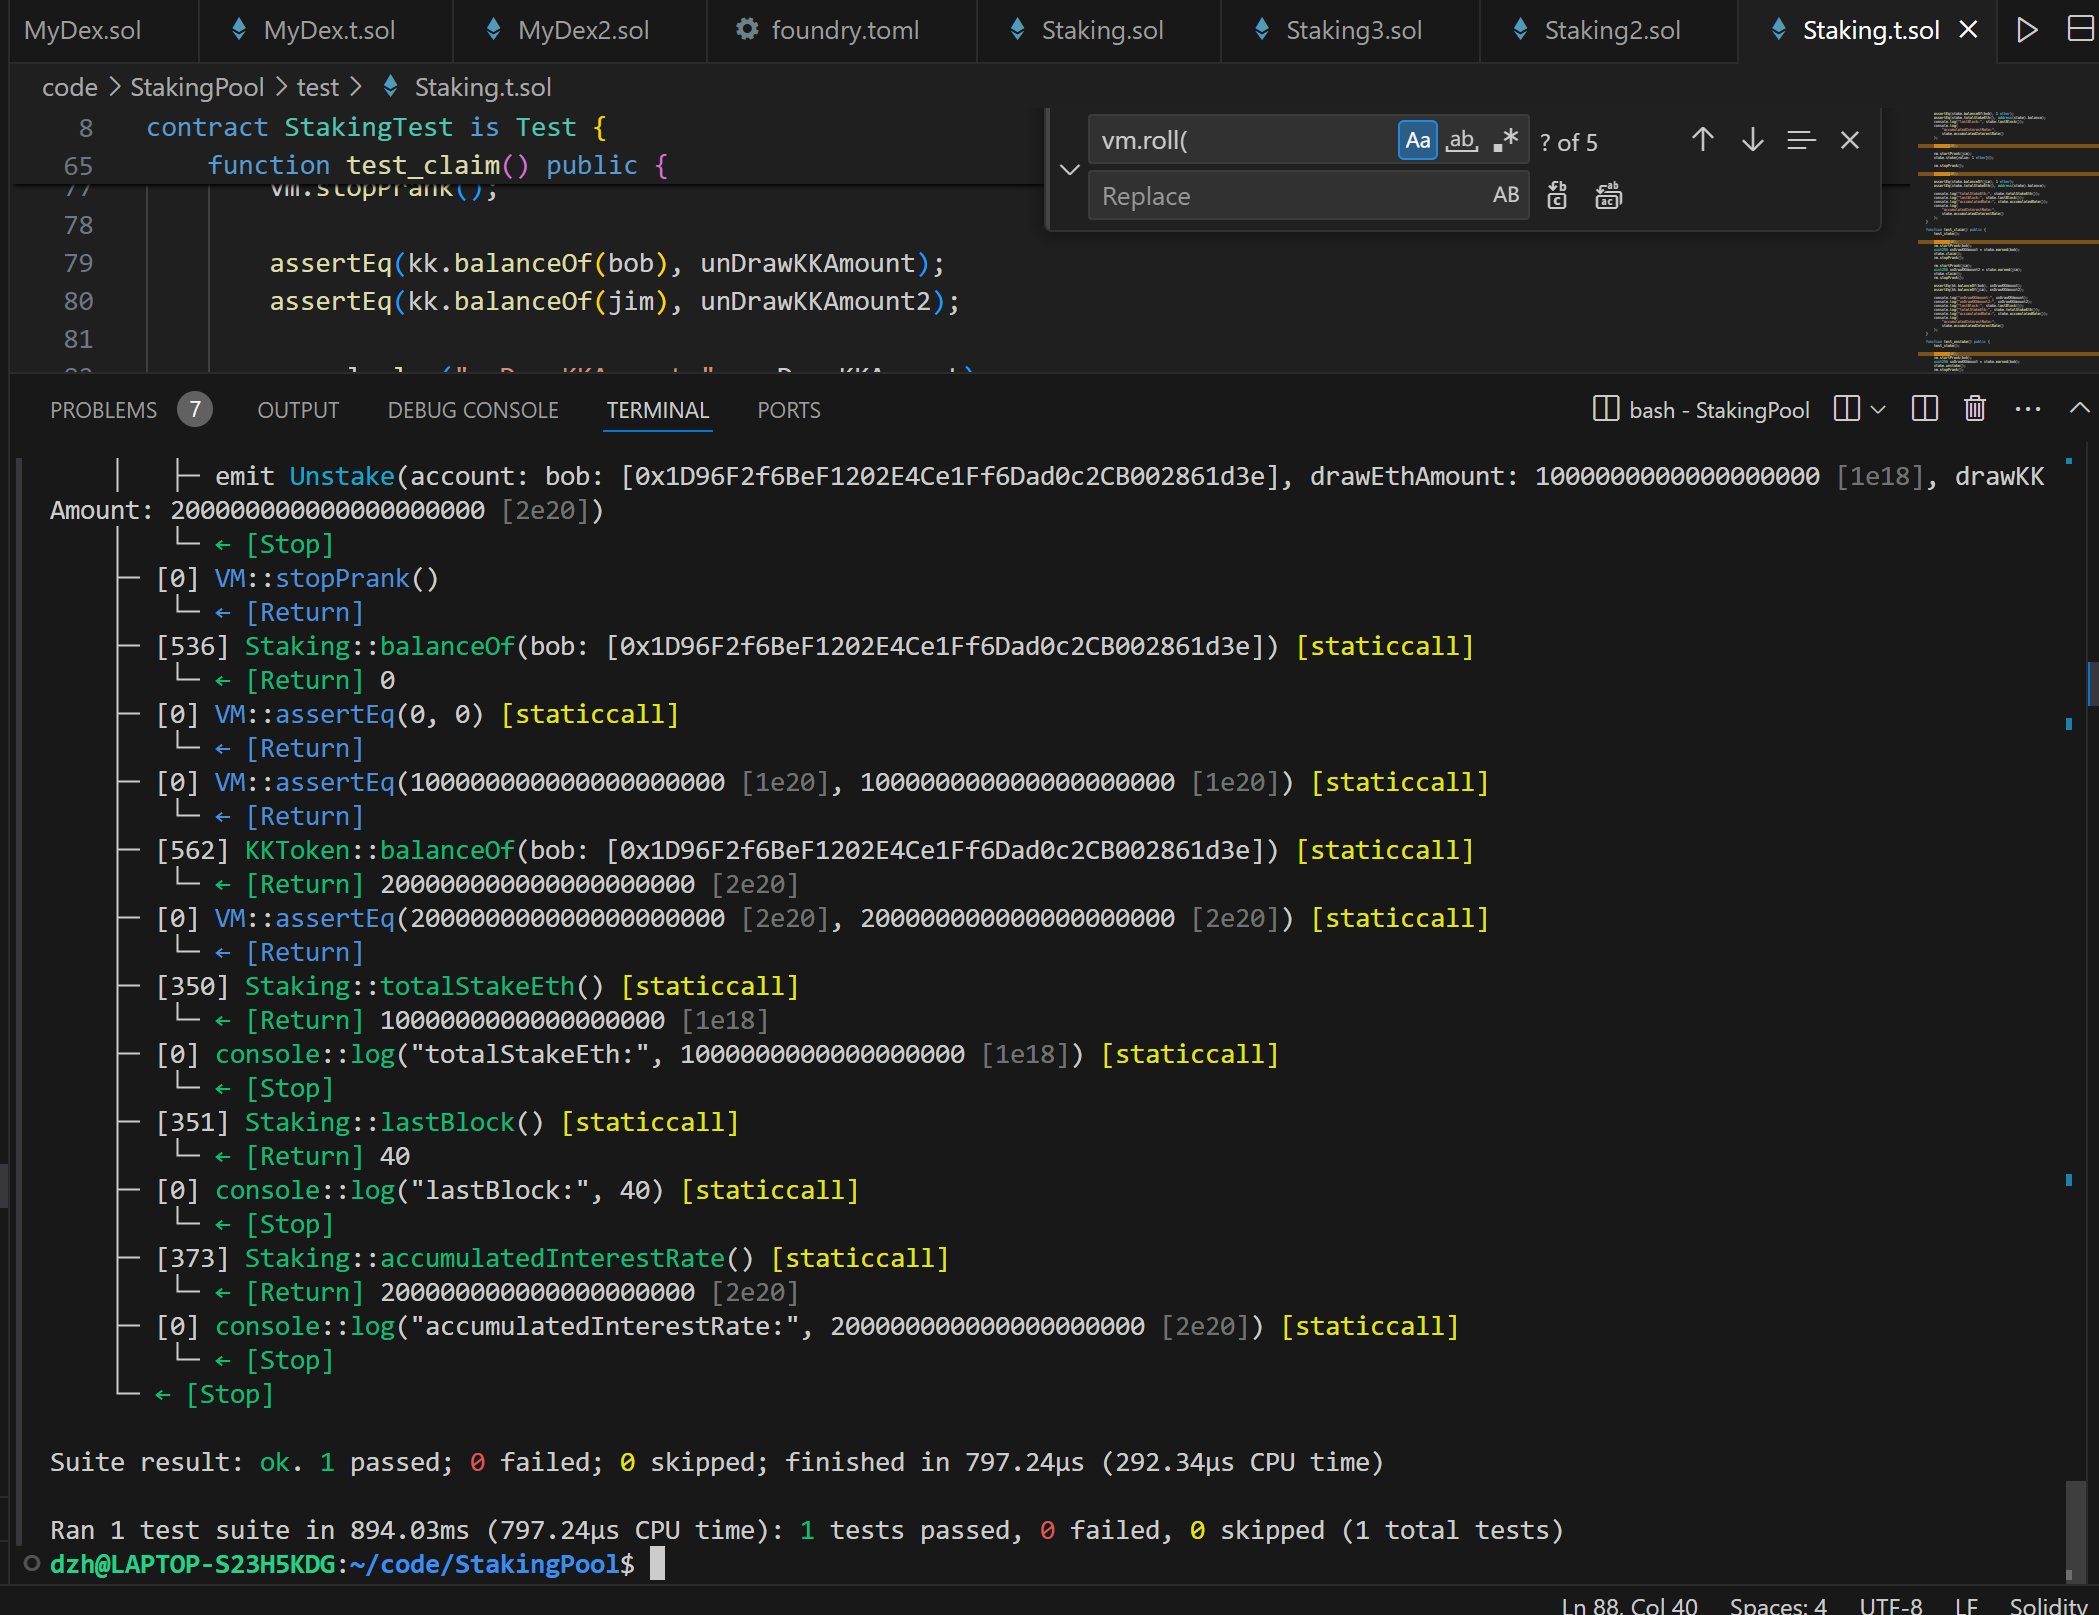 MyDex.sol MyDex.t.sol MyDex2.sol foundry.toml Staking.sol Staking3.sol Staking2.sol Staking.t.sol
code > StakingPool > test > Staking.t.sol
8 contract StakingTest is Test {
65 function test_claim() public {
vm.roll( Aa ab ? of 5
Replace AB
77 vm.stopPrank();
78
79 assertEq(kk.balanceOf(bob), unDrawKKAmount);
80 assertEq(kk.balanceOf(jim), unDrawKKAmount2);
81
PROBLEMS 7 OUTPUT DEBUG CONSOLE TERMINAL PORTS bash - StakingPool
├─ emit Unstake(account: bob: [0x1D96F2f6BeF1202E4Ce1Ff6Dad0c2CB002861d3e], drawEthAmount: 1000000000000000000 [1e18], drawKK
Amount: 200000000000000000000 [2e20])
└─ ← [Stop]
├─ [0] VM::stopPrank()
└─ ← [Return]
├─ [536] Staking::balanceOf(bob: [0x1D96F2f6BeF1202E4Ce1Ff6Dad0c2CB002861d3e]) [staticcall]
└─ ← [Return] 0
├─ [0] VM::assertEq(0, 0) [staticcall]
└─ ← [Return]
├─ [0] VM::assertEq(100000000000000000000 [1e20], 100000000000000000000 [1e20]) [staticcall]
└─ ← [Return]
├─ [562] KKToken::balanceOf(bob: [0x1D96F2f6BeF1202E4Ce1Ff6Dad0c2CB002861d3e]) [staticcall]
└─ ← [Return] 200000000000000000000 [2e20]
├─ [0] VM::assertEq(200000000000000000000 [2e20], 200000000000000000000 [2e20]) [staticcall]
└─ ← [Return]
├─ [350] Staking::totalStakeEth() [staticcall]
└─ ← [Return] 1000000000000000000 [1e18]
├─ [0] console::log("totalStakeEth:", 1000000000000000000 [1e18]) [staticcall]
└─ ← [Stop]
├─ [351] Staking::lastBlock() [staticcall]
└─ ← [Return] 40
├─ [0] console::log("lastBlock:", 40) [staticcall]
└─ ← [Stop]
├─ [373] Staking::accumulatedInterestRate() [staticcall]
└─ ← [Return] 200000000000000000000 [2e20]
├─ [0] console::log("accumulatedInterestRate:", 200000000000000000000 [2e20]) [staticcall]
└─ ← [Stop]
└─ ← [Stop]
Suite result: ok. 1 passed; 0 failed; 0 skipped; finished in 797.24µs (292.34µs CPU time)
Ran 1 test suite in 894.03ms (797.24µs CPU time): 1 tests passed, 0 failed, 0 skipped (1 total tests)
dzh@LAPTOP-S23H5KDG:~/code/StakingPool$
Ln 88, Col 40 Spaces: 4 UTF-8 LF Solidity